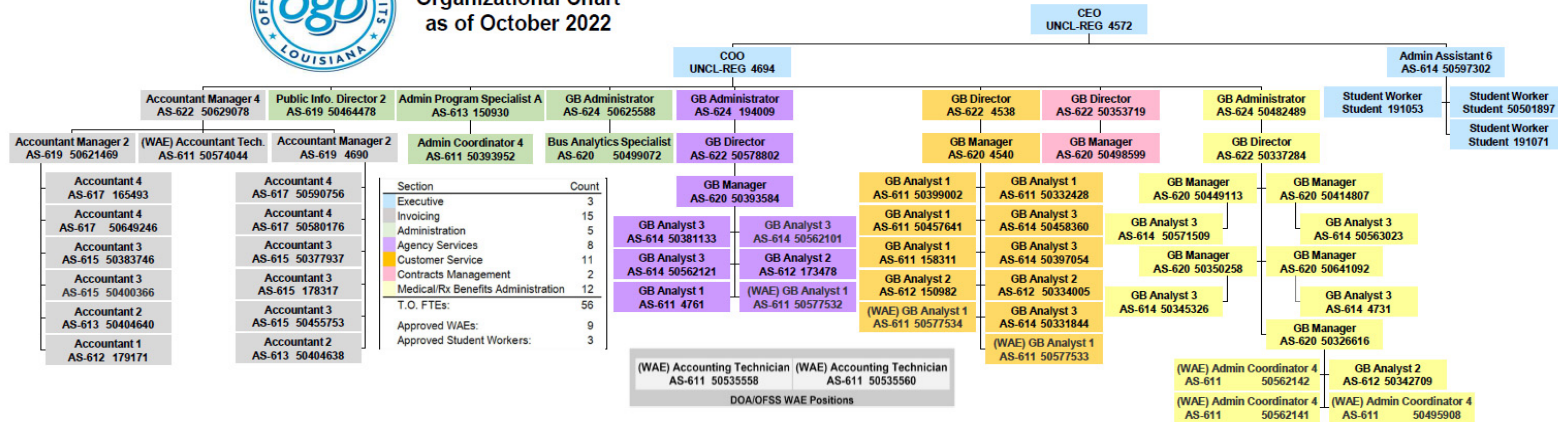 OFF
ogb
ITS
LOUISIANA
Organizational Chart
as of October 2022
CEO
UNCL-REG 4572
COO
UNCL-REG 4694
Admin Assistant 6
AS-614 50597302
Student Worker
Student 191053
Student Worker
Student 50501897
Student Worker
Student 191071
Accountant Manager 4
AS-622 50629078
Public Info. Director 2
AS-619 50464478
Admin Program Specialist A
AS-613 150930
GB Administrator
AS-624 50625588
GB Administrator
AS-624 194009
GB Director
AS-622 4538
GB Director
AS-622 50353719
GB Administrator
AS-624 50482489
Accountant Manager 2
AS-619 50621469
(WAE) Accountant Tech.
AS-611 50574044
Accountant Manager 2
AS-619 4690
Admin Coordinator 4
AS-611 50393952
Bus Analytics Specialist
AS-620 50499072
GB Director
AS-622 50578802
GB Manager
AS-620 4540
GB Manager
AS-620 50498599
GB Director
AS-622 50337284
Accountant 4
AS-617 165493
Accountant 4
AS-617 50649246
Accountant 3
AS-615 50383746
Accountant 3
AS-615 50400366
Accountant 2
AS-613 50404640
Accountant 1
AS-612 179171
Accountant 4
AS-617 50590756
Accountant 4
AS-617 50580176
Accountant 3
AS-615 50377937
Accountant 3
AS-615 178317
Accountant 3
AS-615 50455753
Accountant 2
AS-613 50404638
Section Count
Executive 3
Invoicing 15
Administration 5
Agency Services 8
Customer Service 11
Contracts Management 2
Medical/Rx Benefits Administration 12
T.O. FTEs: 56
Approved WAEs: 9
Approved Student Workers: 3
GB Manager
AS-620 50393584
GB Analyst 3
AS-614 50381133
GB Analyst 3
AS-614 50562101
GB Analyst 3
AS-614 50562121
GB Analyst 2
AS-612 173478
GB Analyst 1
AS-611 4761
(WAE) GB Analyst 1
AS-611 50577532
GB Analyst 1
AS-611 50399002
GB Analyst 1
AS-611 50332428
GB Analyst 1
AS-611 50457641
GB Analyst 3
AS-614 50458360
GB Analyst 1
AS-611 158311
GB Analyst 3
AS-614 50397054
GB Analyst 2
AS-612 150982
GB Analyst 2
AS-612 50334005
(WAE) GB Analyst 1
AS-611 50577534
GB Analyst 3
AS-614 50331844
(WAE) GB Analyst 1
AS-611 50577533
GB Manager
AS-620 50449113
GB Manager
AS-620 50414807
GB Analyst 3
AS-614 50571509
GB Analyst 3
AS-614 50563023
GB Manager
AS-620 50350258
GB Manager
AS-620 50641092
GB Analyst 3
AS-614 50345326
GB Analyst 3
AS-614 4731
GB Manager
AS-620 50326616
(WAE) Admin Coordinator 4
AS-611 50562142
GB Analyst 2
AS-612 50342709
(WAE) Admin Coordinator 4
AS-611 50562141
(WAE) Admin Coordinator 4
AS-611 50495908
(WAE) Accounting Technician
AS-611 50535558
(WAE) Accounting Technician
AS-611 50535560
DOA/OFSS WAE Positions